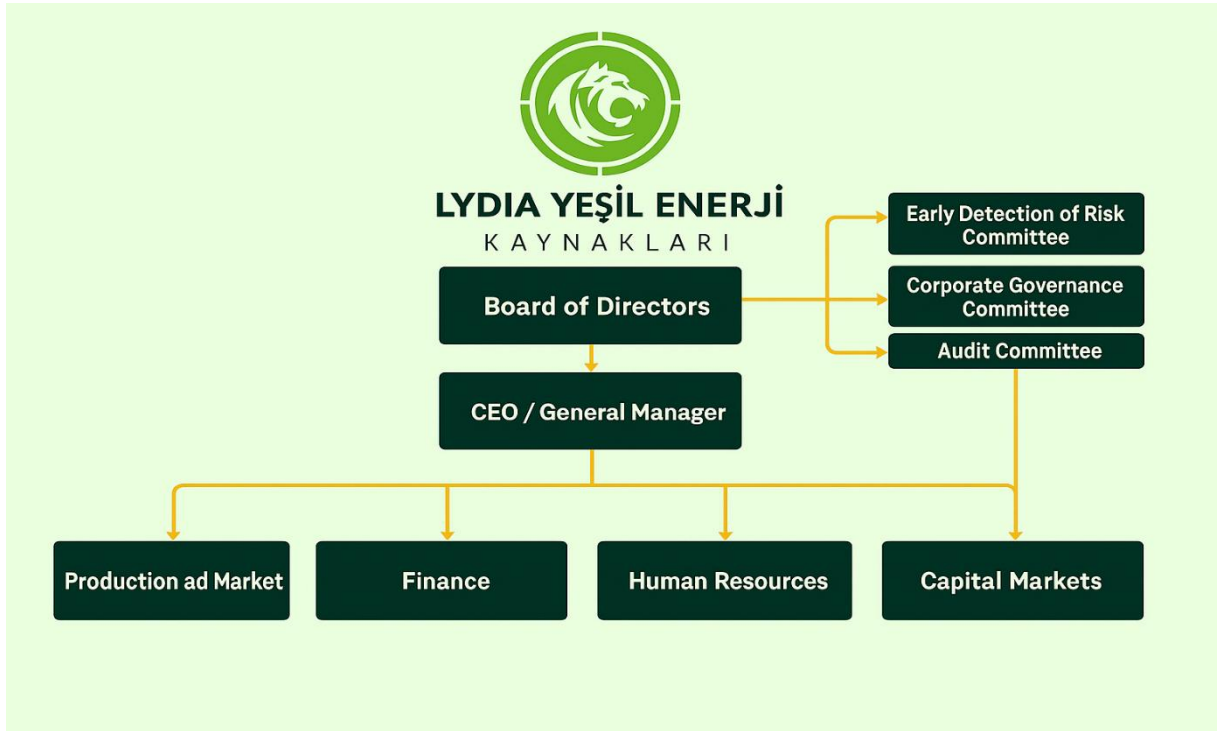 LYDIA YEŞİL ENERJİ
KAYNAKLARI
Early Detection of Risk
Committee
Board of Directors
Corporate Governance
Committee
Audit Committee
CEO / General Manager
Production ad Market
Finance
Human Resources
Capital Markets